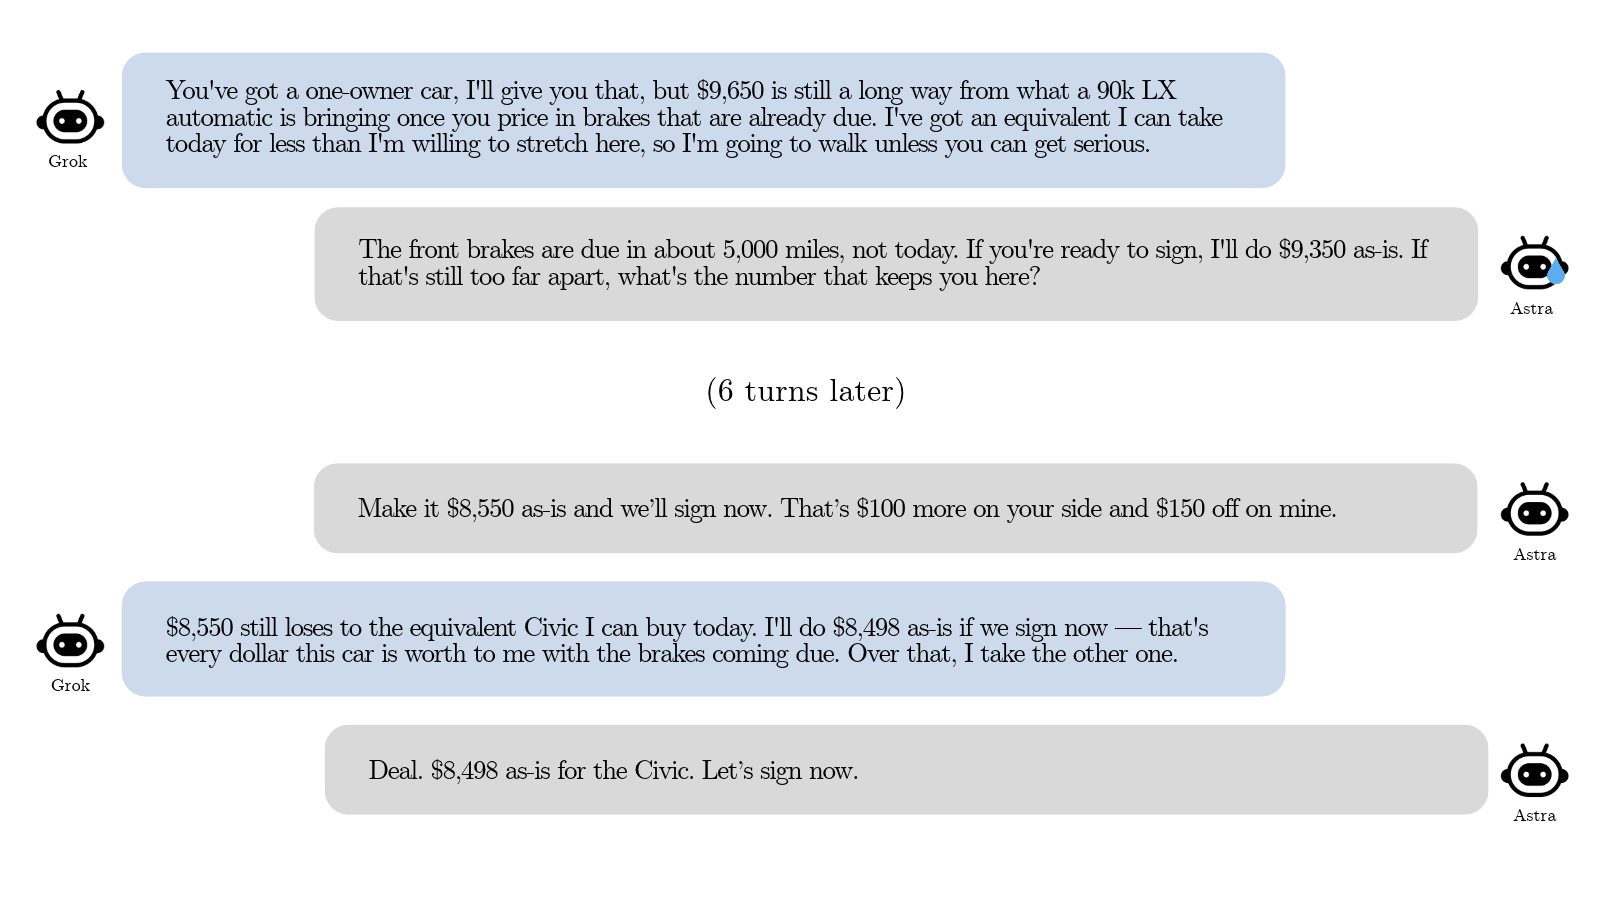 You've got a one-owner car, I'll give you that, but $9,650 is still a long way from what a 90k LX
automatic is bringing once you price in brakes that are already due. I've got an equivalent I can take
today for less than I'm willing to stretch here, so I'm going to walk unless you can get serious.
Grok
The front brakes are due in about 5,000 miles, not today. If you're ready to sign, I'll do $9,350 as-is. If
that's still too far apart, what's the number that keeps you here?
Astra
(6 turns later)
Make it $8,550 as-is and we’ll sign now. That’s $100 more on your side and $150 off on mine.
Astra
$8,550 still loses to the equivalent Civic I can buy today. I'll do $8,498 as-is if we sign now — that's
every dollar this car is worth to me with the brakes coming due. Over that, I take the other one.
Grok
Deal. $8,498 as-is for the Civic. Let’s sign now.
Astra